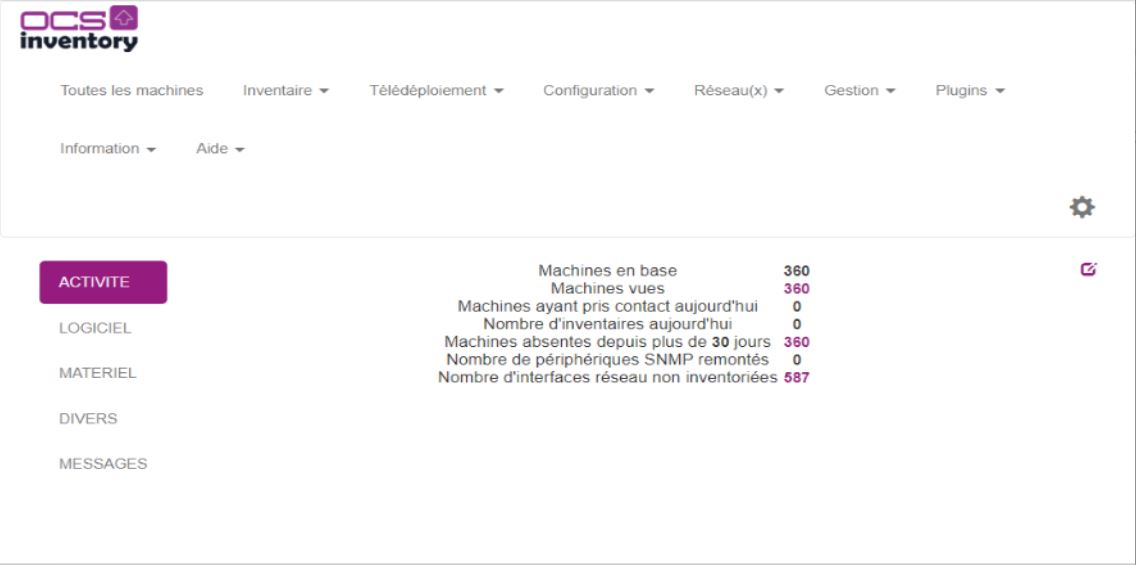 OCS
inventory
Toutes les machines Inventaire Télédéploiement Configuration Réseau(x) Gestion Plugins
Information Aide
ACTIVITE
LOGICIEL
MATERIEL
DIVERS
MESSAGES
Machines en base 360
Machines vues 360
Machines ayant pris contact aujourd'hui 0
Nombre d'inventaires aujourd'hui 0
Machines absentes depuis plus de 30 jours 360
Nombre de périphériques SNMP remontés 0
Nombre d'interfaces réseau non inventoriées 587